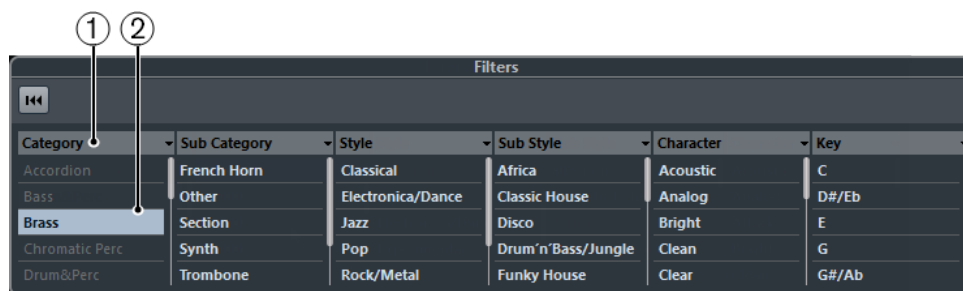 1 2
Filters
Category Sub Category Style Sub Style Character Key
Accordion French Horn Classical Africa Acoustic C
Bass Other Electronica/Dance Classic House Analog D#/Eb
Brass Section Jazz Disco Bright E
Chromatic Perc Synth Pop Drum´n´Bass/Jungle Clean G
Drum&Perc Trombone Rock/Metal Funky House Clear G#/Ab